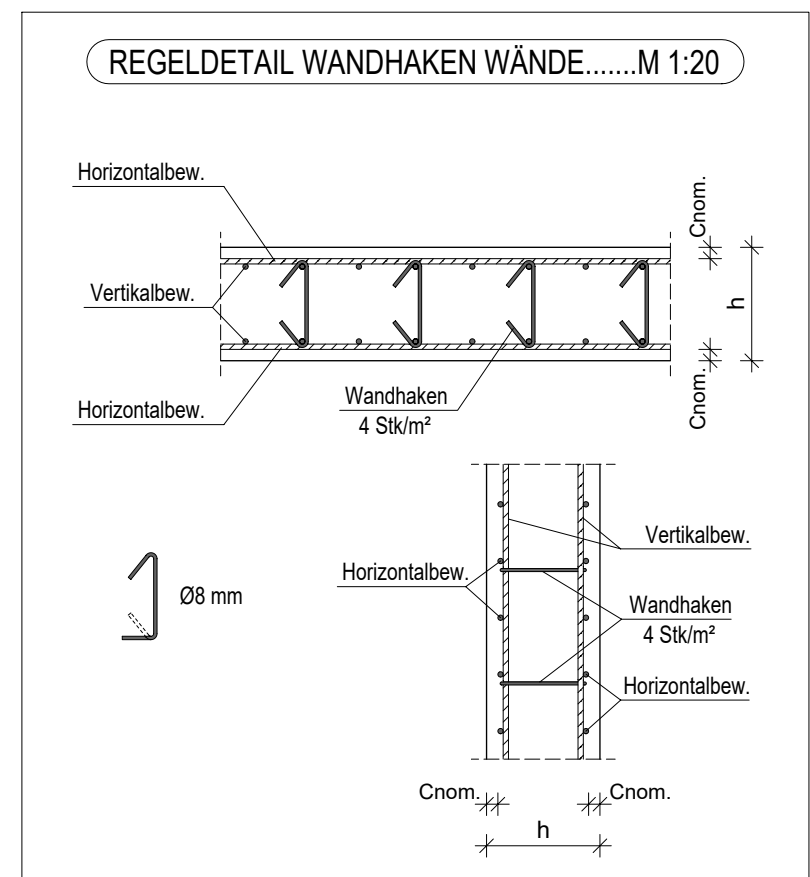 REGELDETAIL WANDHAKEN WÄNDE.......M 1:20
Horizontalbew.
Cnom.
Vertikalbew.
h
Horizontalbew.
Wandhaken
4 Stk/m²
Cnom.
Vertikalbew.
Horizontalbew.
Ø8 mm
Wandhaken
4 Stk/m²
Horizontalbew.
Cnom.
Cnom.
h